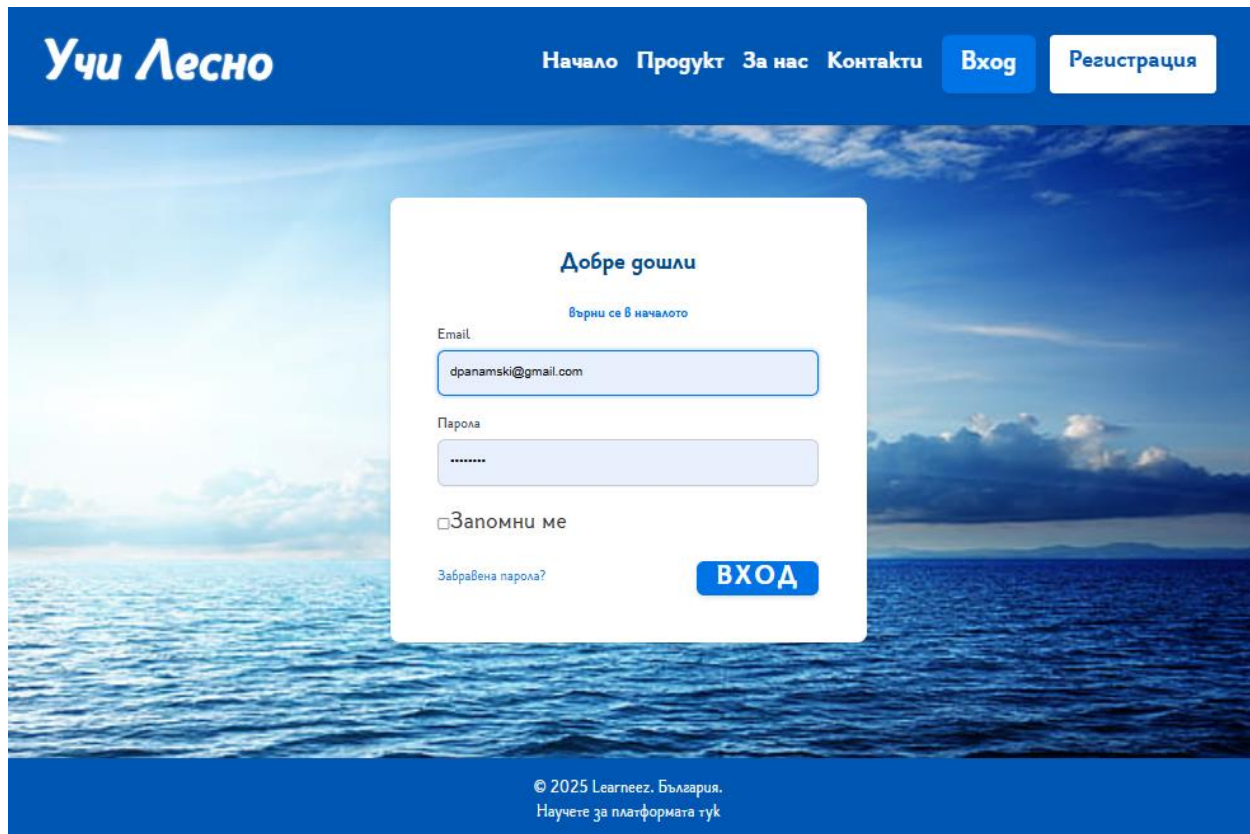 Учи Лесно
Начало Продукт За нас Контакти Вход Регистрация
Добре дошли
Върни се в началото
Email
dpanamski@gmail.com
Парола
Запомни ме
Забравена парола? ВХОД
© 2025 Learneez. България.
Научете за платформата тук